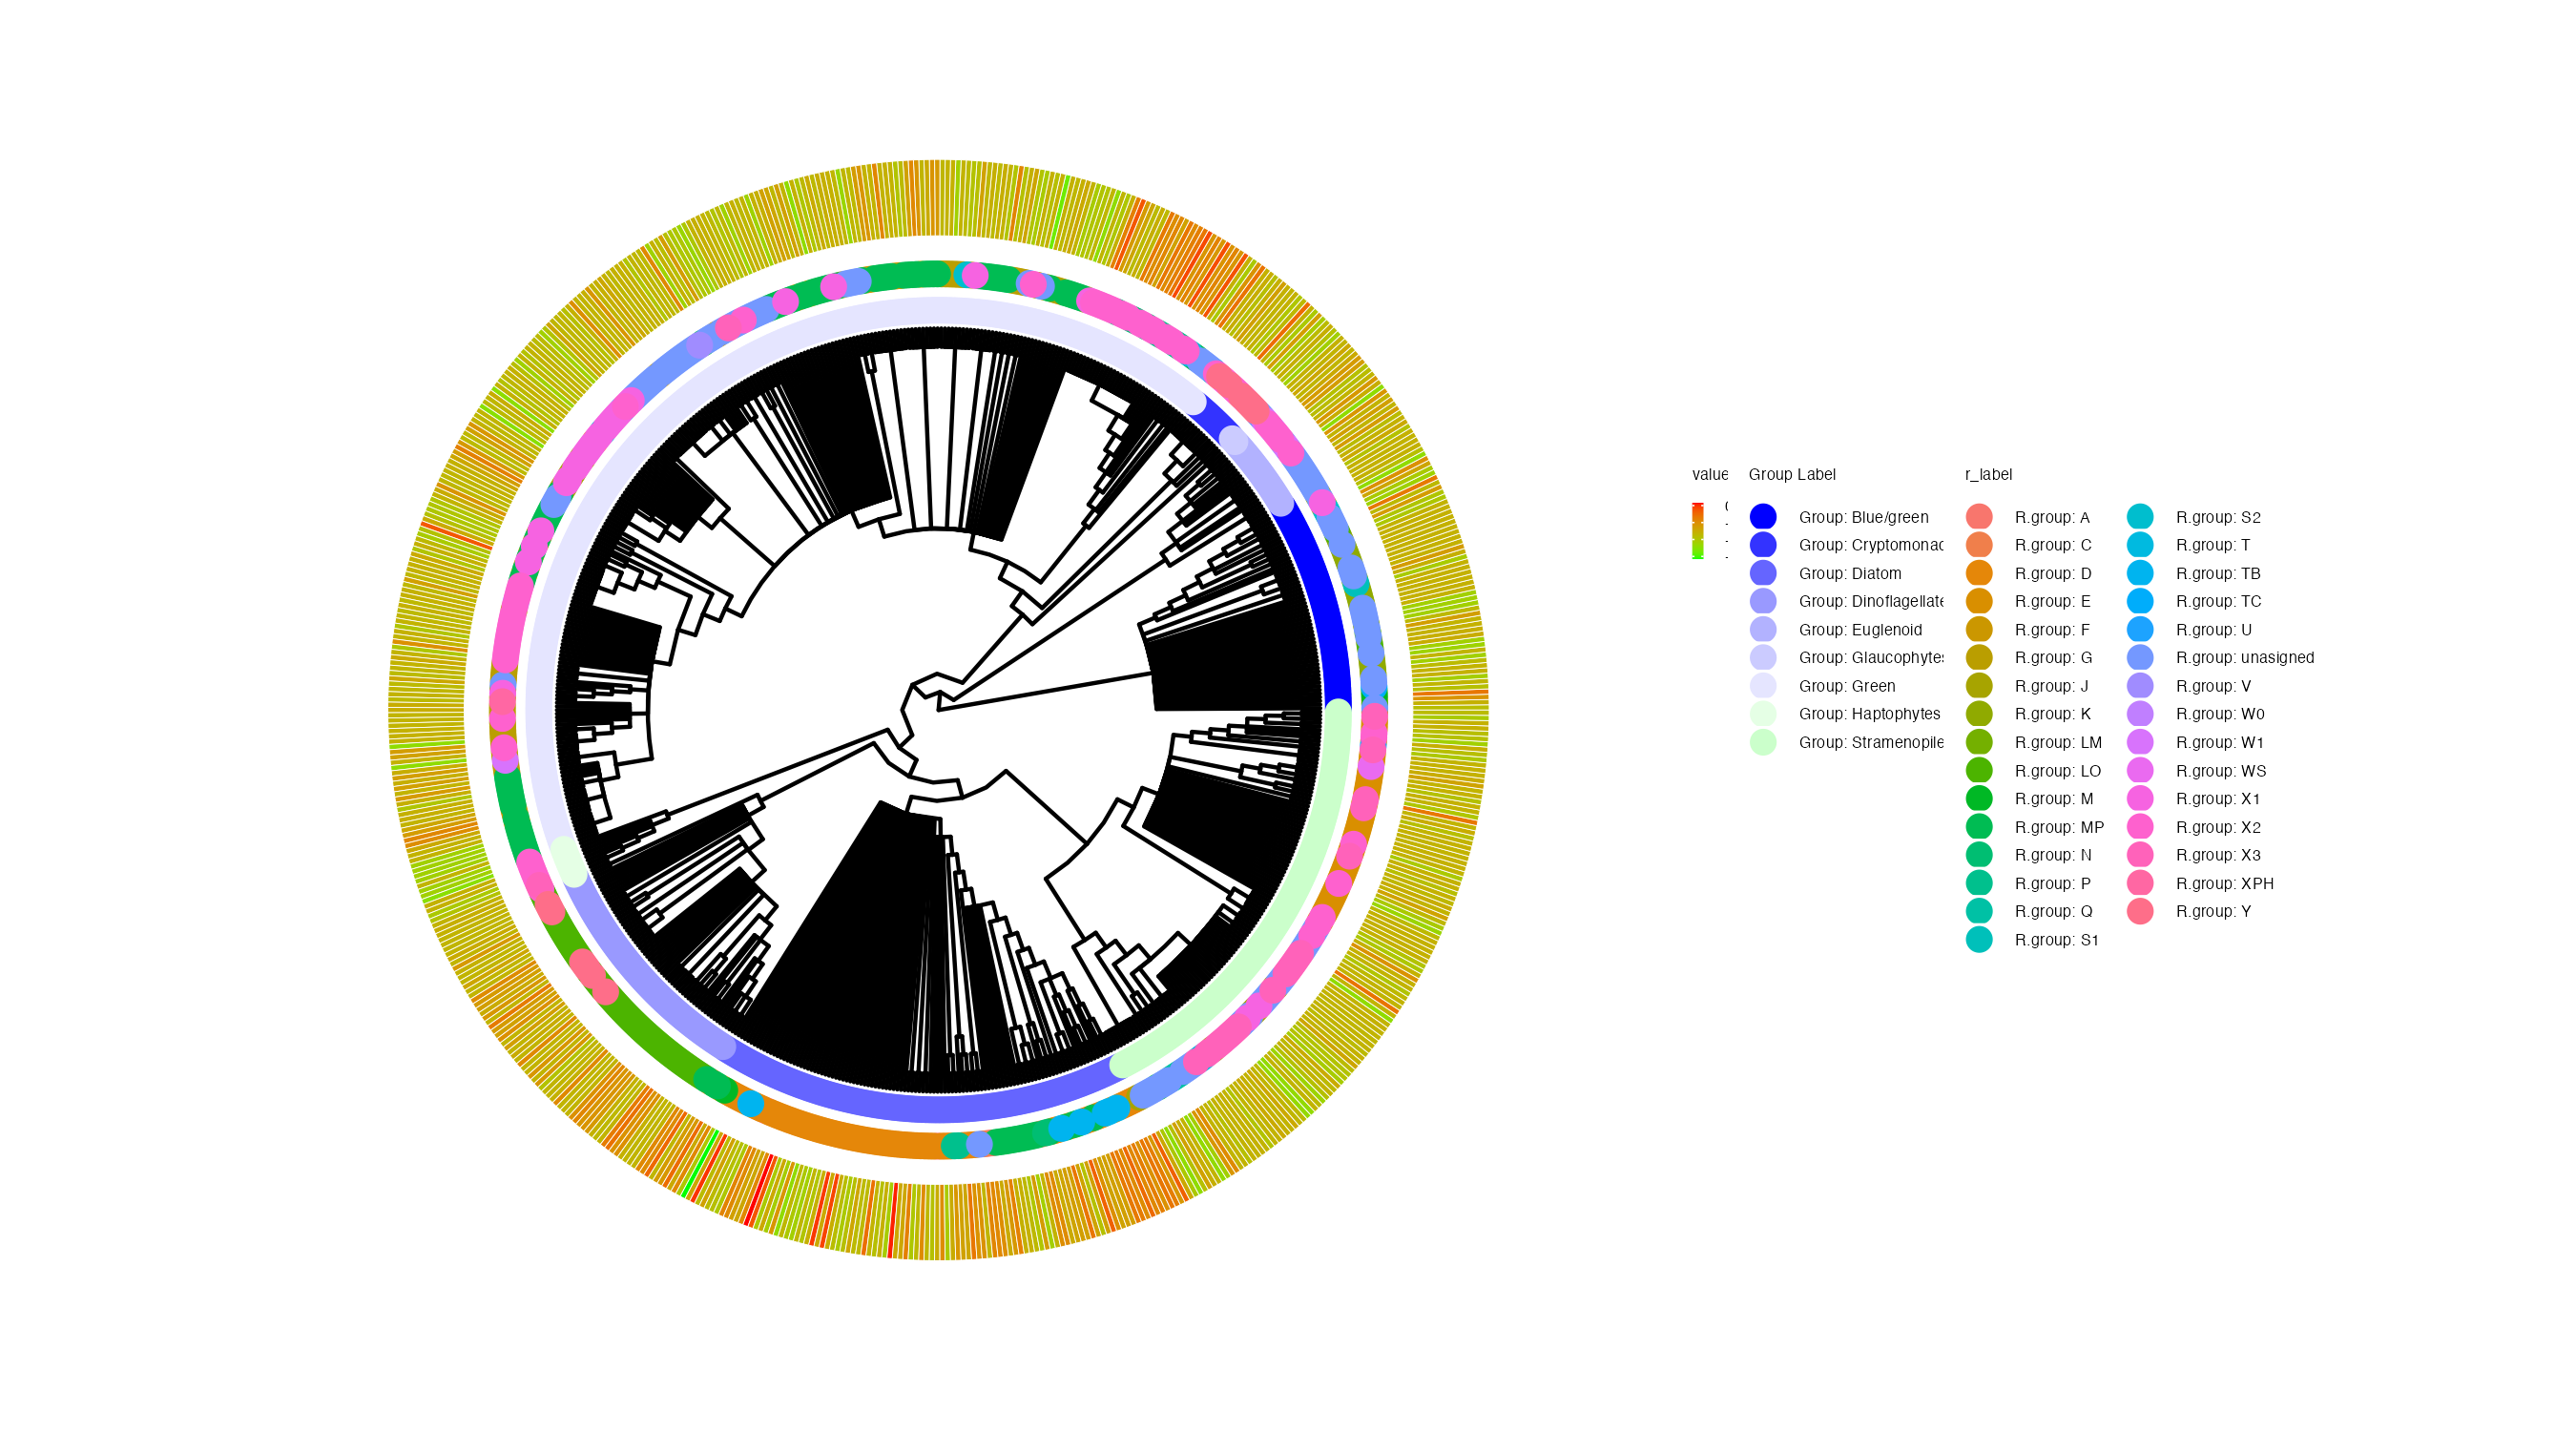 value
Group Label
Group: Blue/green
Group: Cryptomonac
Group: Diatom
Group: Dinoflagellate
Group: Euglenoid
Group: Glaucophytes
Group: Green
Group: Haptophytes
Group: Stramenopile
r_label
R.group: A
R.group: C
R.group: D
R.group: E
R.group: F
R.group: G
R.group: J
R.group: K
R.group: LM
R.group: LO
R.group: M
R.group: MP
R.group: N
R.group: P
R.group: Q
R.group: S1
R.group: S2
R.group: T
R.group: TB
R.group: TC
R.group: U
R.group: unasigned
R.group: V
R.group: W0
R.group: W1
R.group: WS
R.group: X1
R.group: X2
R.group: X3
R.group: XPH
R.group: Y